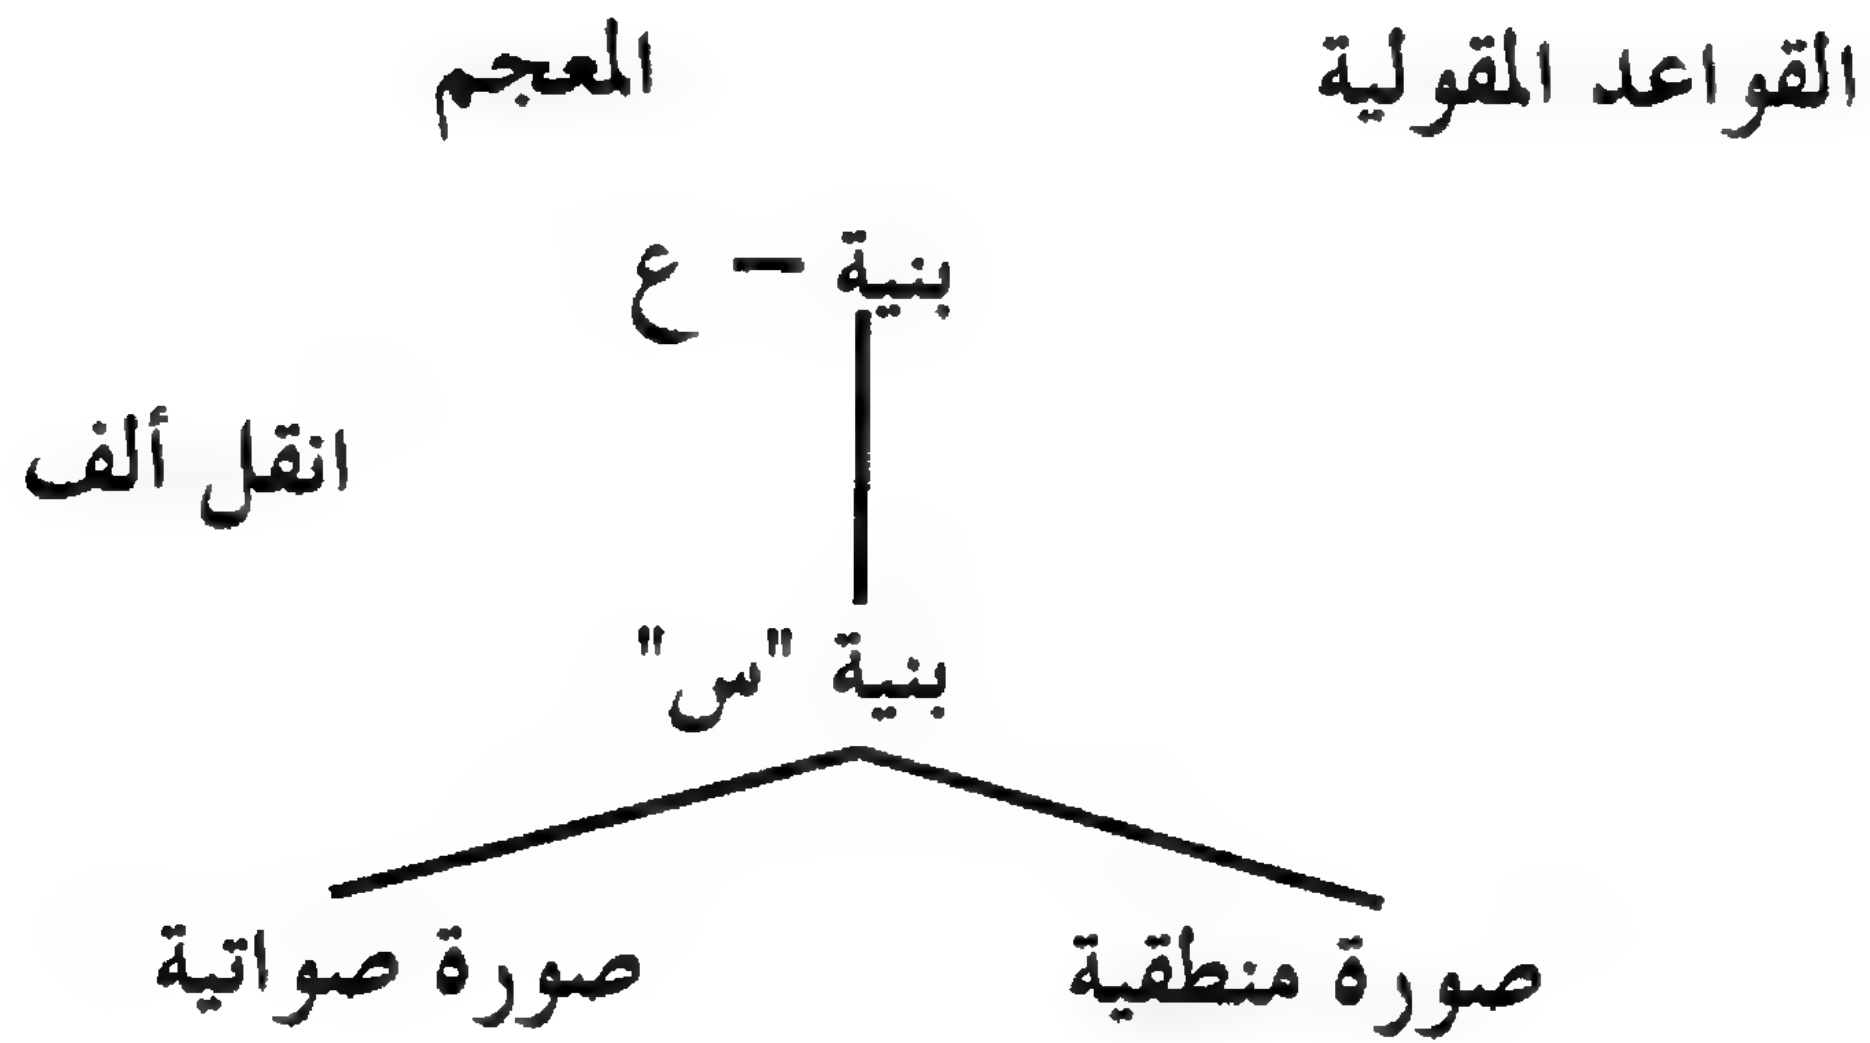 القواعد المقولية المعجم
بنية – ع
انقل ألف
بنية "س"
صورة منطقية صورة صواتية